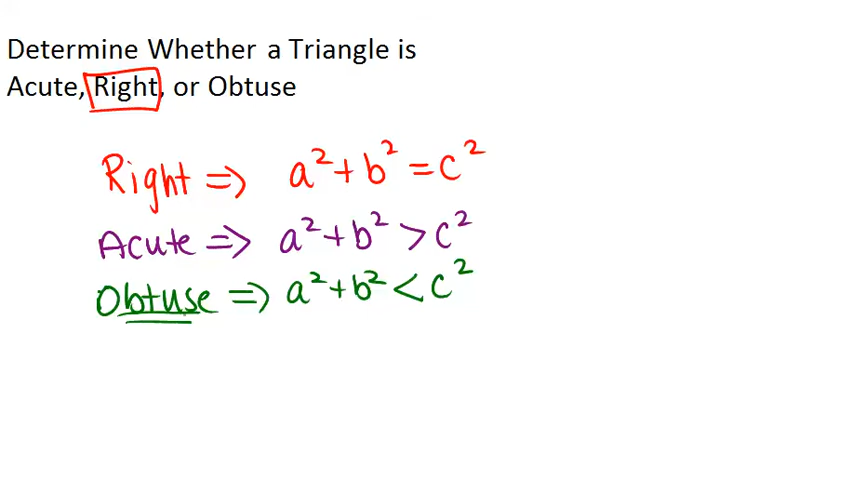 Determine Whether a Triangle is
Acute, Right, or Obtuse
Right ⇒ a² + b² = c²
Acute ⇒ a² + b² > c²
Obtuse ⇒ a² + b² < c²